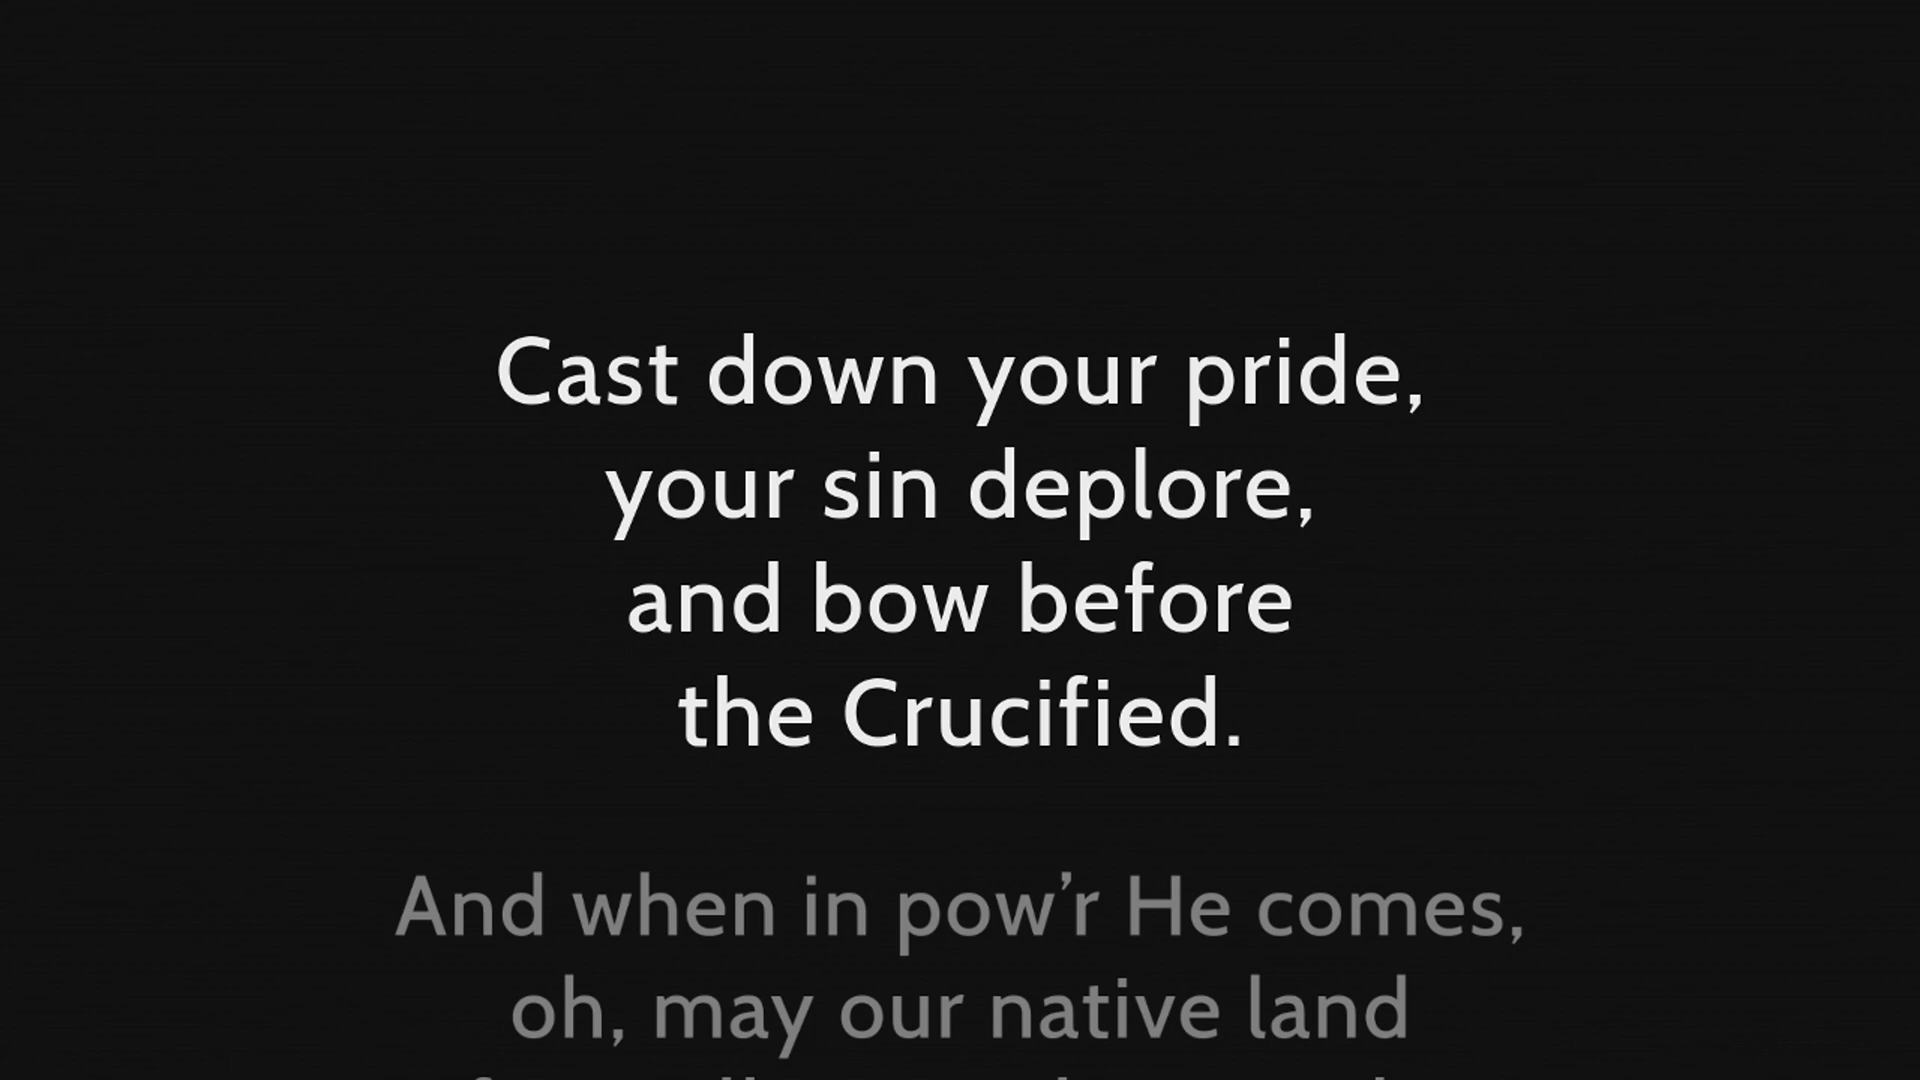 Cast down your pride,
your sin deplore,
and bow before
the Crucified.
And when in pow’r He comes,
oh, may our native land